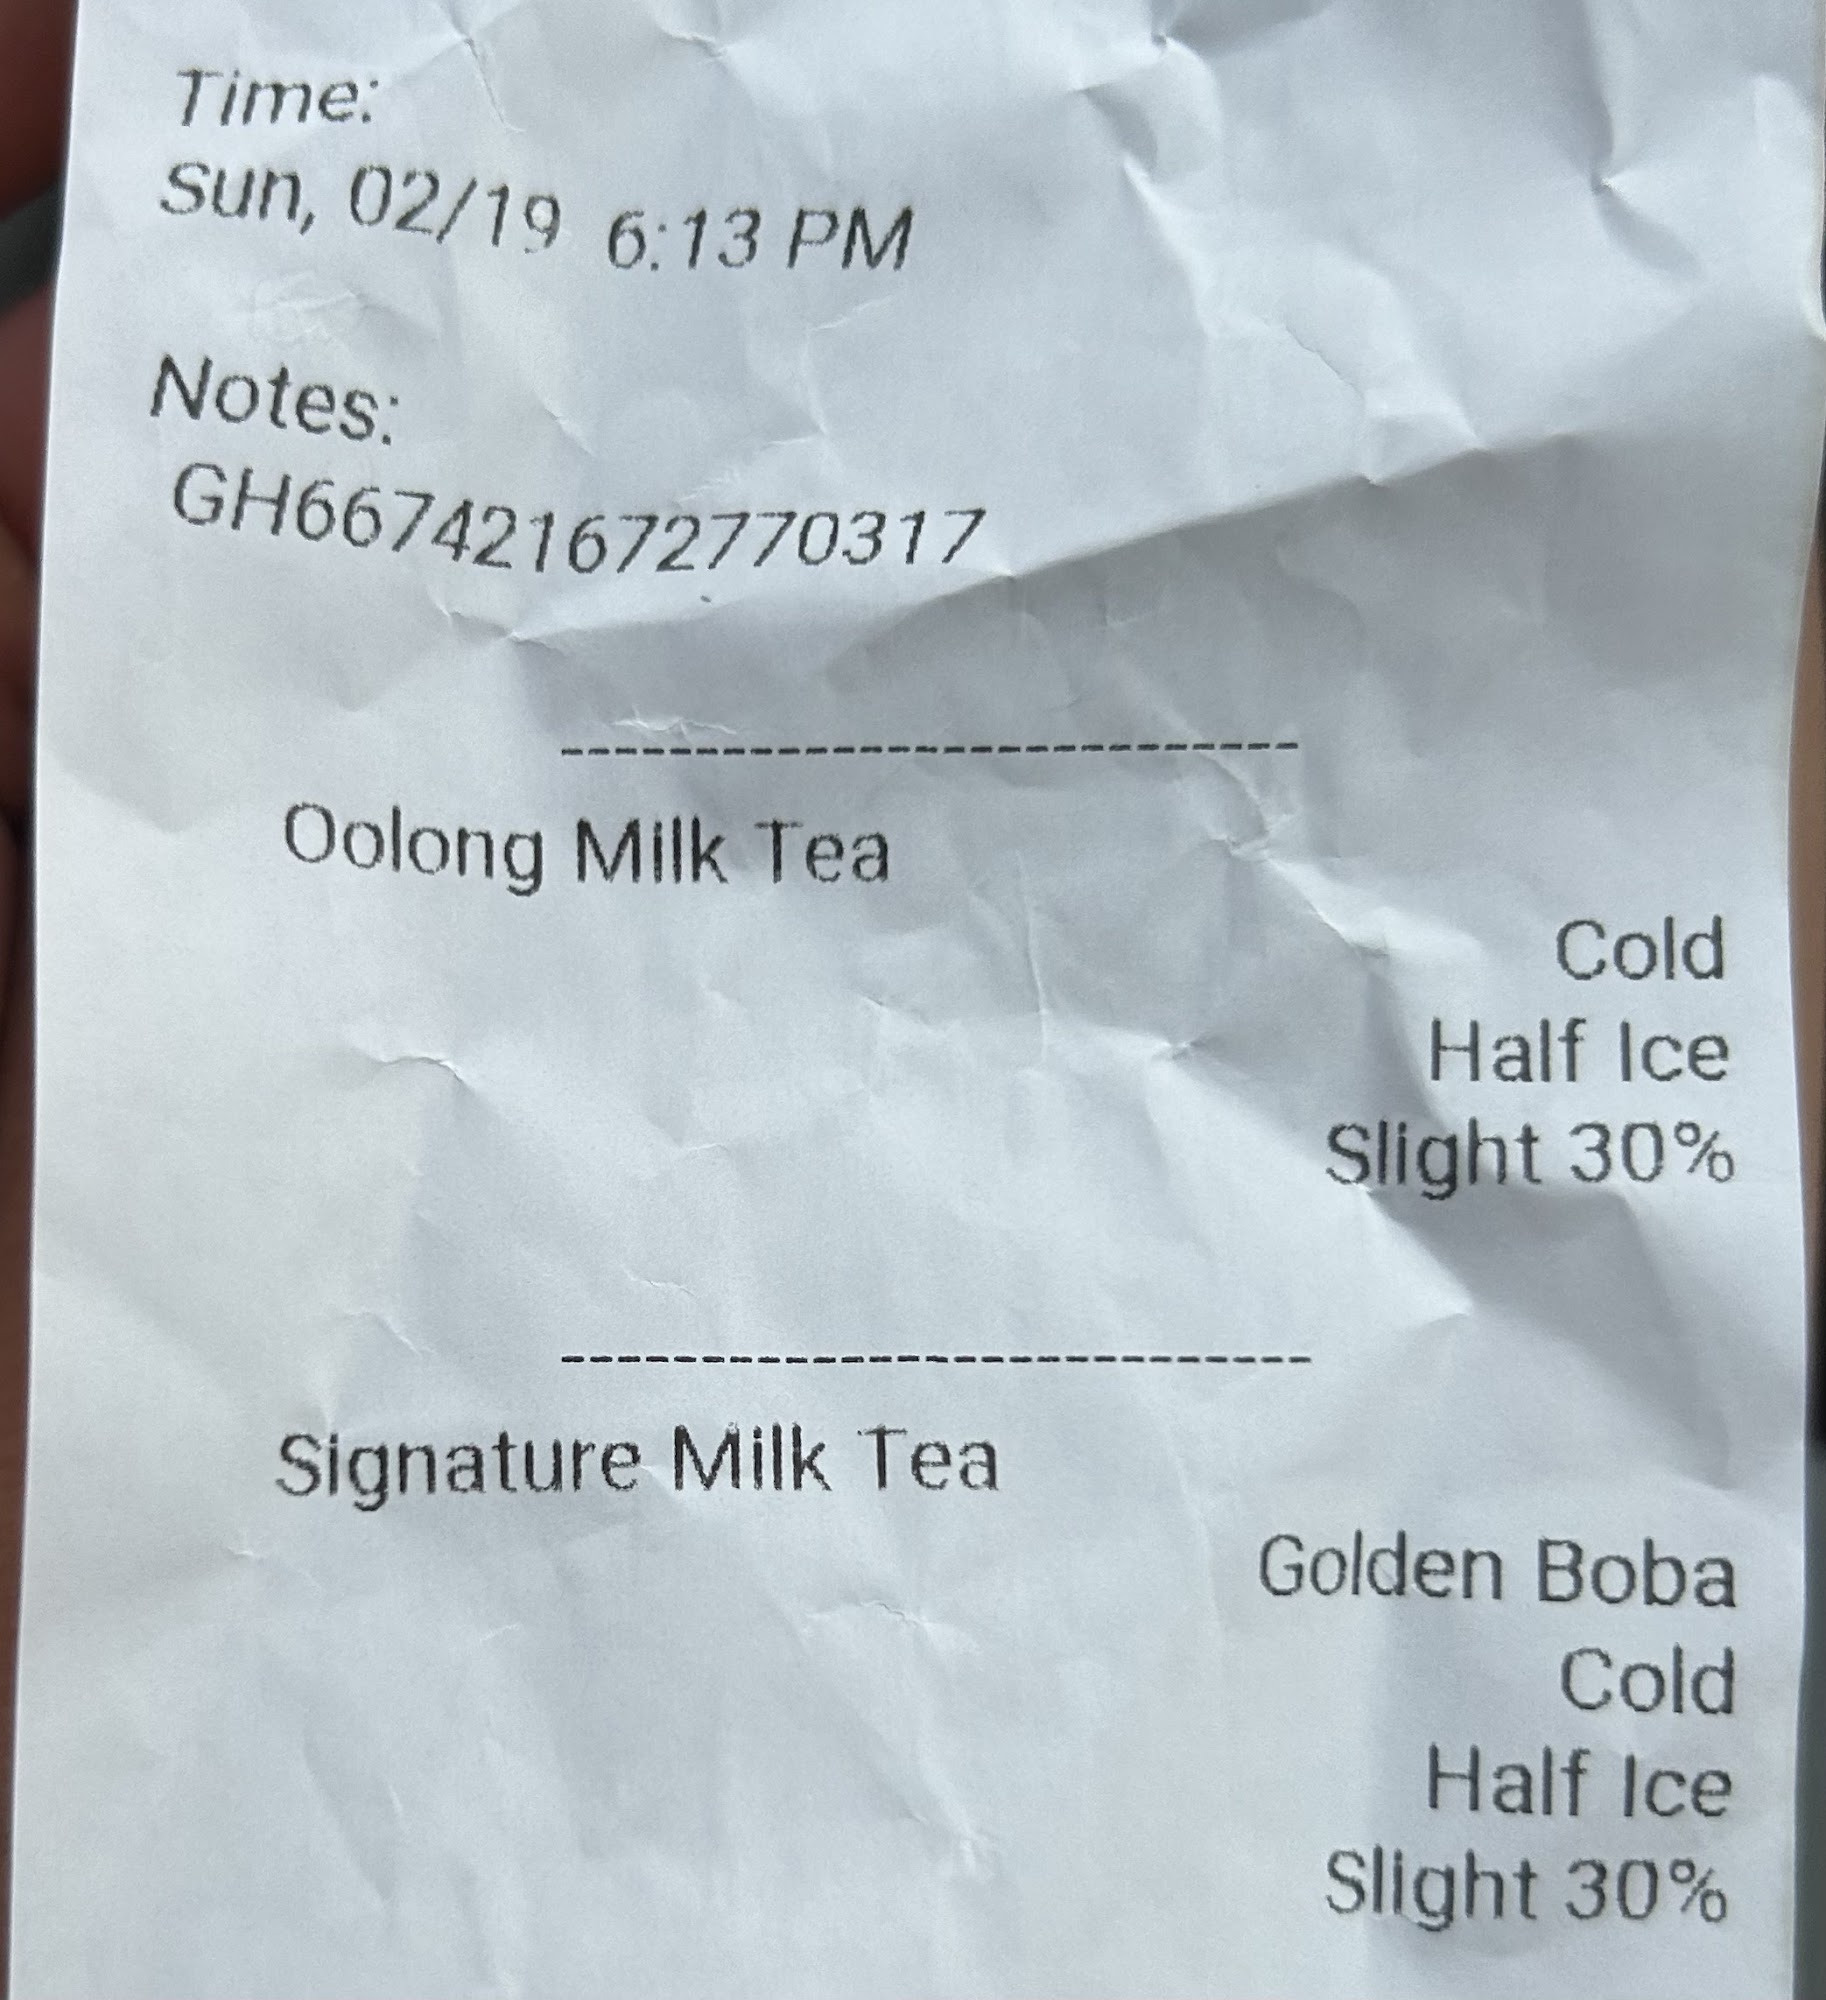 Time:
Sun, 02/19 6:13 PM
Notes:
GH667421672770317
---------------------------
Oolong Milk Tea
Cold
Half Ice
Slight 30%
---------------------------
Signature Milk Tea
Golden Boba
Cold
Half Ice
Slight 30%